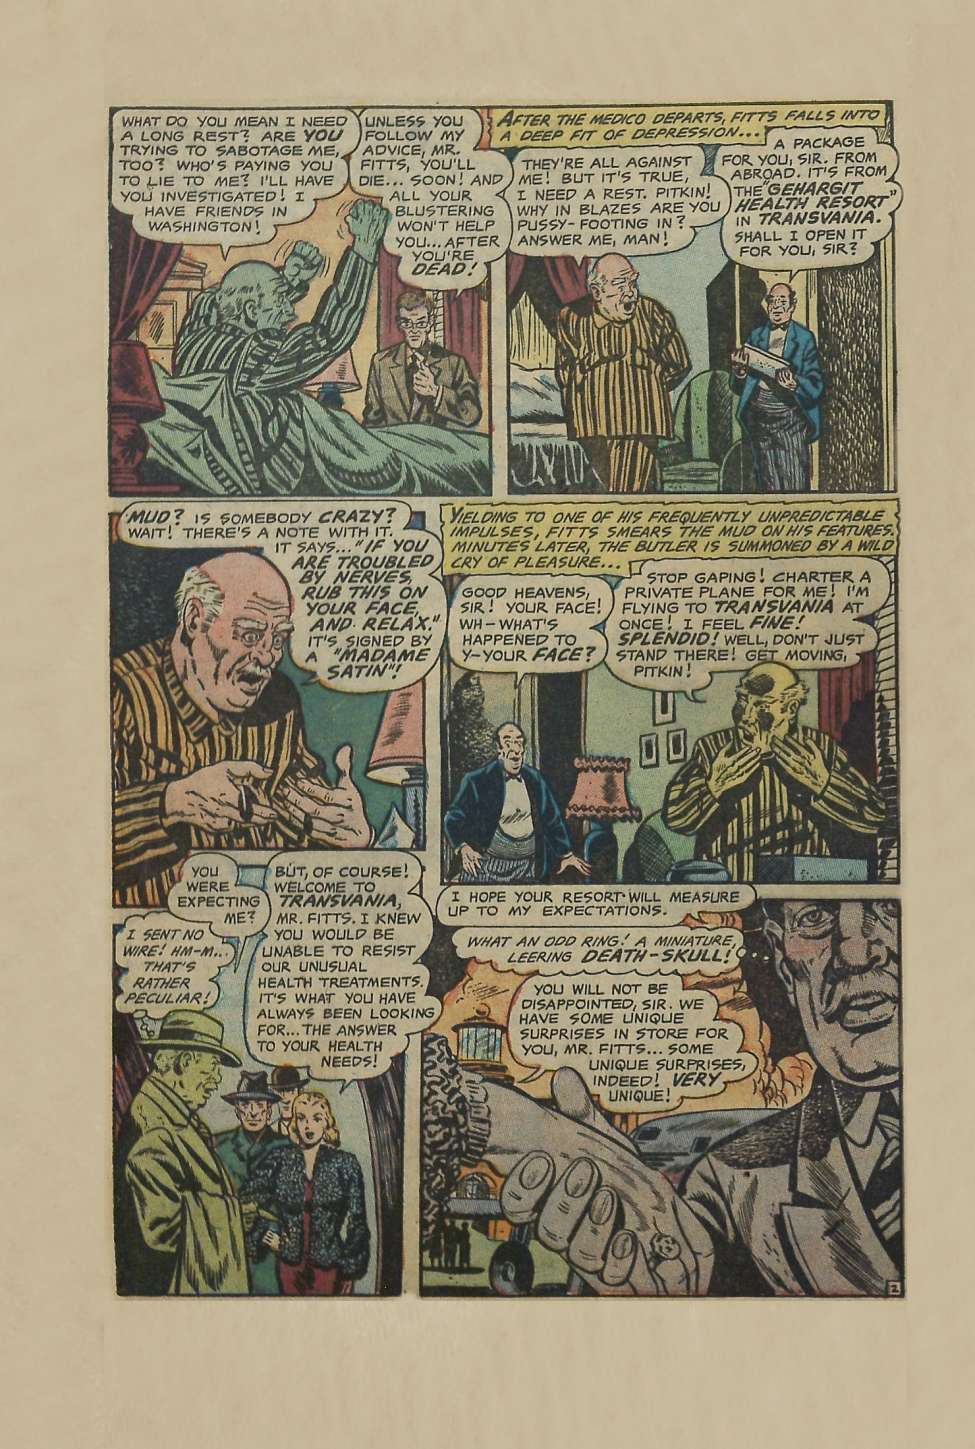 WHAT DO YOU MEAN I NEED
A LONG REST? ARE YOU
TRYING TO SABOTAGE ME,
TOO? WHO'S PAYING YOU
TO LIE TO ME? I'LL HAVE
YOU INVESTIGATED! I
HAVE FRIENDS IN
WASHINGTON!
UNLESS YOU
FOLLOW MY
ADVICE, MR.
FITTS, YOU'LL
DIE... SOON! AND
ALL YOUR
BLUSTERING
WON'T HELP
YOU... AFTER
YOU'RE
DEAD!
AFTER THE MEDICO DEPARTS, FITTS FALLS INTO
A DEEP FIT OF DEPRESSION...
THEY'RE ALL AGAINST
ME! BUT IT'S TRUE,
I NEED A REST. PITKIN!
WHY IN BLAZES ARE YOU
PUSSY-FOOTING IN?
ANSWER ME, MAN!
A PACKAGE
FOR YOU, SIR. FROM
ABROAD. IT'S FROM
THE "GEHARGIT
HEALTH RESORT"
IN TRANSVANIA.
SHALL I OPEN IT
FOR YOU, SIR?
MUD? IS SOMEBODY CRAZY?
WAIT! THERE'S A NOTE WITH IT.
IT SAYS... "IF YOU
ARE TROUBLED
BY NERVES,
RUB THIS ON
YOUR FACE,
AND RELAX."
IT'S SIGNED BY
A "MADAME
SATIN"!
YIELDING TO ONE OF HIS FREQUENTLY UNPREDICTABLE
IMPULSES, FITTS SMEARS THE MUD ON HIS FEATURES.
MINUTES LATER, THE BUTLER IS SUMMONED BY A WILD
CRY OF PLEASURE...
GOOD HEAVENS,
SIR! YOUR FACE!
WH-WHAT'S
HAPPENED TO
Y-YOUR FACE?
STOP GAPING! CHARTER A
PRIVATE PLANE FOR ME! I'M
FLYING TO TRANSVANIA AT
ONCE! I FEEL FINE!
SPLENDID! WELL, DON'T JUST
STAND THERE! GET MOVING,
PITKIN!
YOU
WERE
EXPECTING
ME?
I SENT NO
WIRE! HM-M...
THAT'S
RATHER
PECULIAR!
BUT, OF COURSE!
WELCOME TO
TRANSVANIA,
MR. FITTS. I KNEW
YOU WOULD BE
UNABLE TO RESIST
OUR UNUSUAL
HEALTH TREATMENTS.
IT'S WHAT YOU HAVE
ALWAYS BEEN LOOKING
FOR... THE ANSWER
TO YOUR HEALTH
NEEDS!
I HOPE YOUR RESORT WILL MEASURE
UP TO MY EXPECTATIONS.
WHAT AN ODD RING! A MINIATURE,
LEERING DEATH-SKULL!
YOU WILL NOT BE
DISAPPOINTED, SIR. WE
HAVE SOME UNIQUE
SURPRISES IN STORE FOR
YOU, MR. FITTS... SOME
UNIQUE SURPRISES,
INDEED! VERY
UNIQUE!
2